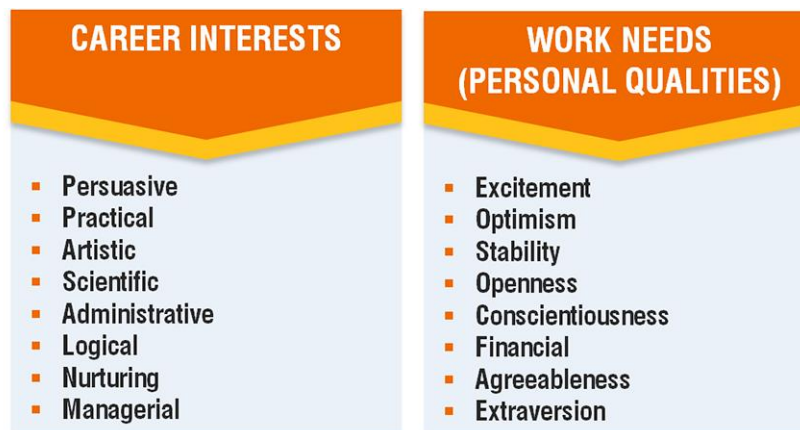 CAREER INTERESTS
Persuasive
Practical
Artistic
Scientific
Administrative
Logical
Nurturing
Managerial
WORK NEEDS
(PERSONAL QUALITIES)
Excitement
Optimism
Stability
Openness
Conscientiousness
Financial
Agreeableness
Extraversion